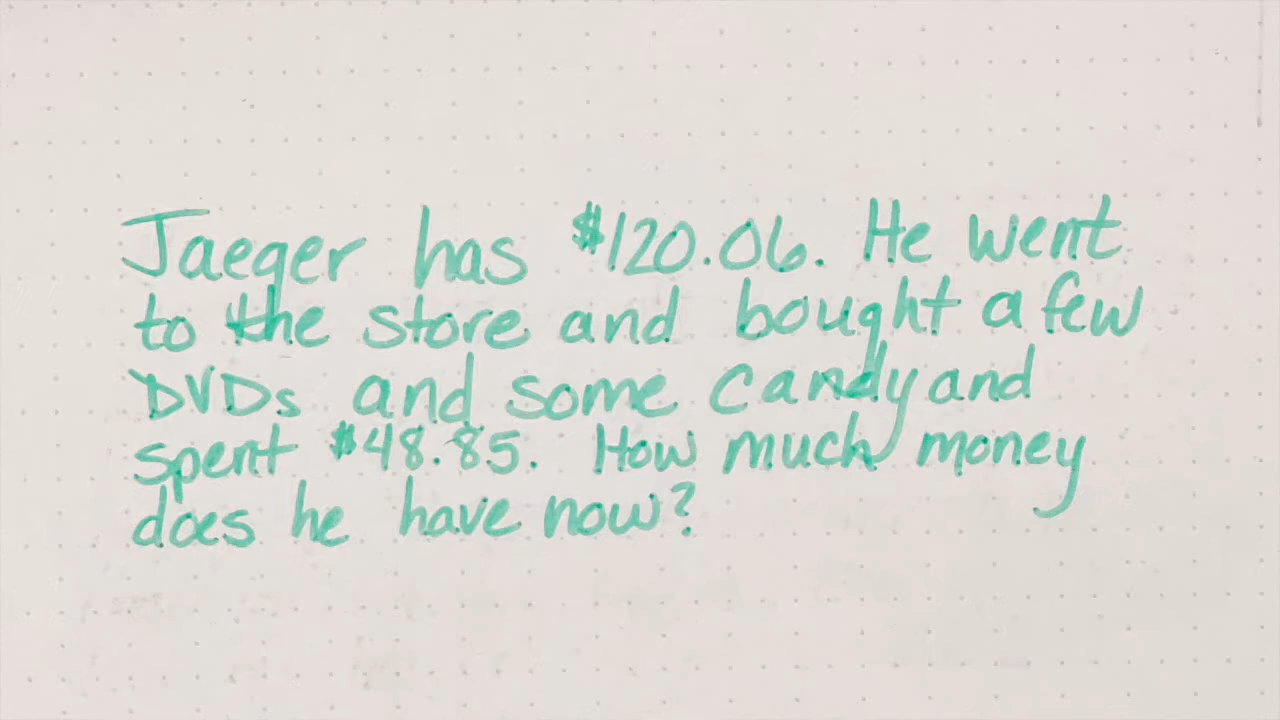 Jaeger has $120.06. He went
to the store and bought a few
DVDs and some candy and
spent $48.85. How much money
does he have now?